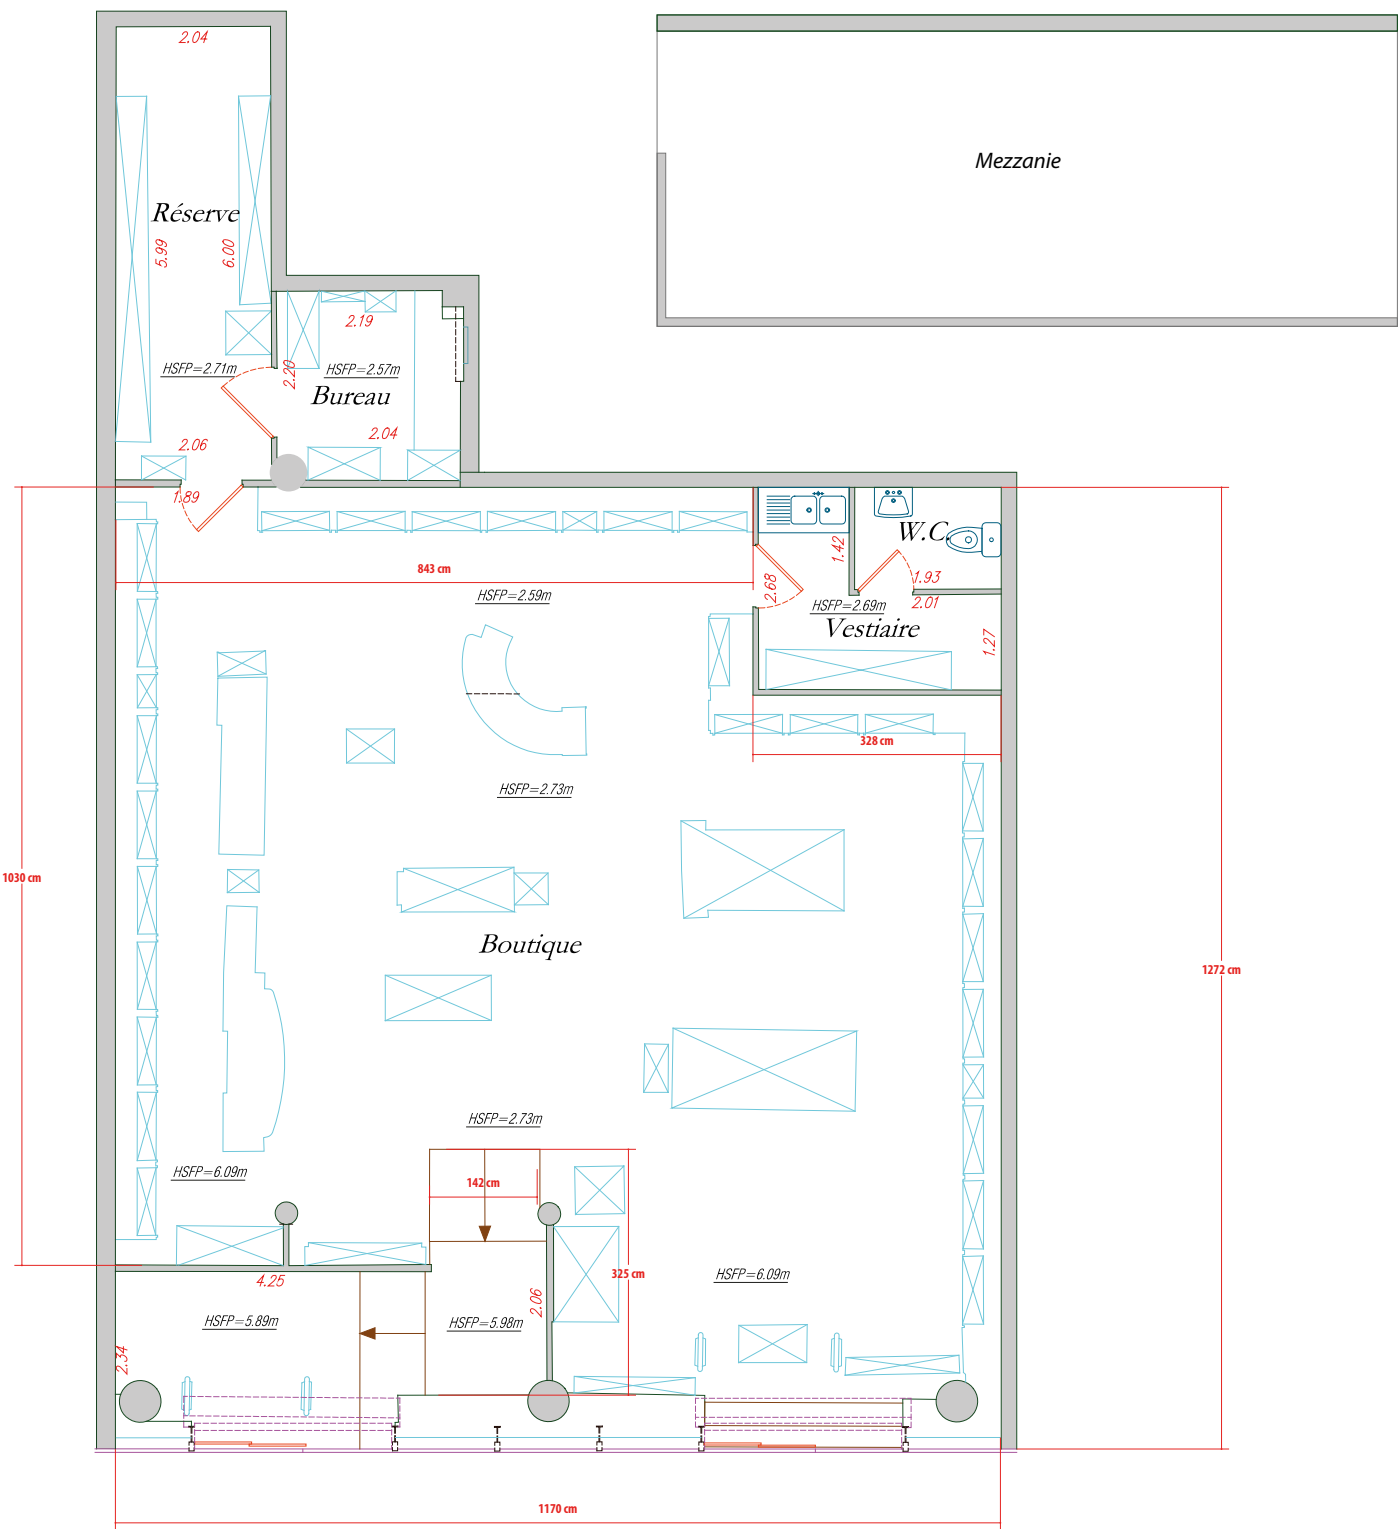 2.04
Mezzanie
Réserve
5.99
6.00
2.19
HSFP=2.71m
2.20
HSFP=2.57m
Bureau
2.06
2.04
1.89
W.C.
1.42
843 cm
2.68
1.93
HSFP=2.59m
HSFP=2.69m
2.01
Vestiaire
1.27
328 cm
HSFP=2.73m
1030 cm
Boutique
1272 cm
HSFP=2.73m
HSFP=6.09m
142 cm
325 cm
HSFP=6.09m
4.25
2.06
HSFP=5.89m
HSFP=5.98m
2.34
1170 cm